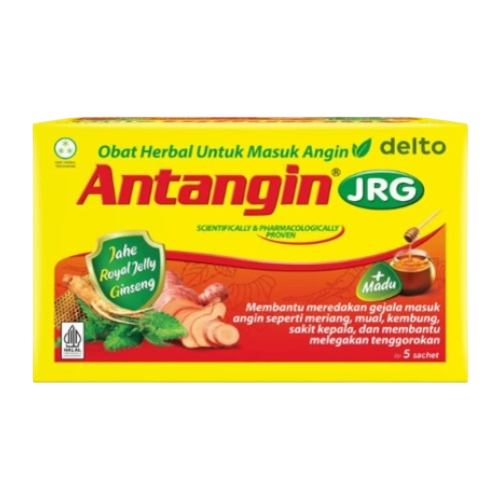 Obat Herbal Untuk Masuk Angin
delto
Antangin® JRG
SCIENTIFICALLY & PHARMACOLOGICALLY
PROVEN
Jahe
Royal Jelly
Ginseng
+
Madu
Membantu meredakan gejala masuk
angin seperti meriang, mual, kembung,
sakit kepala, dan membantu
melegakan tenggorokan
5 sachet
HALAL